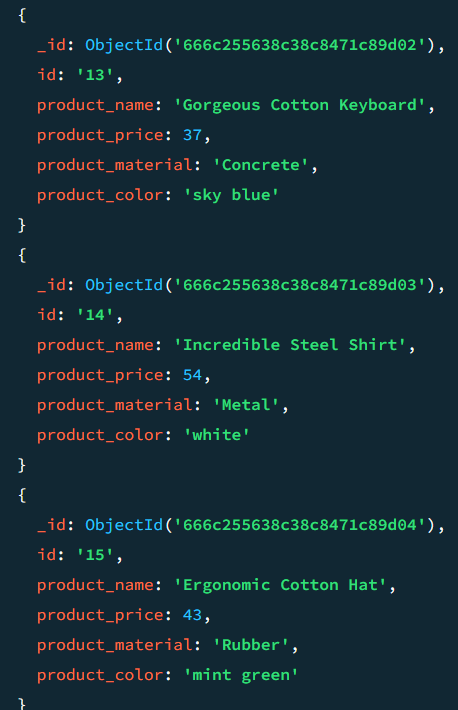 {
_id: ObjectId('666c255638c38c8471c89d02'),
id: '13',
product_name: 'Gorgeous Cotton Keyboard',
product_price: 37,
product_material: 'Concrete',
product_color: 'sky blue'
}
{
_id: ObjectId('666c255638c38c8471c89d03'),
id: '14',
product_name: 'Incredible Steel Shirt',
product_price: 54,
product_material: 'Metal',
product_color: 'white'
}
{
_id: ObjectId('666c255638c38c8471c89d04'),
id: '15',
product_name: 'Ergonomic Cotton Hat',
product_price: 43,
product_material: 'Rubber',
product_color: 'mint green'
}